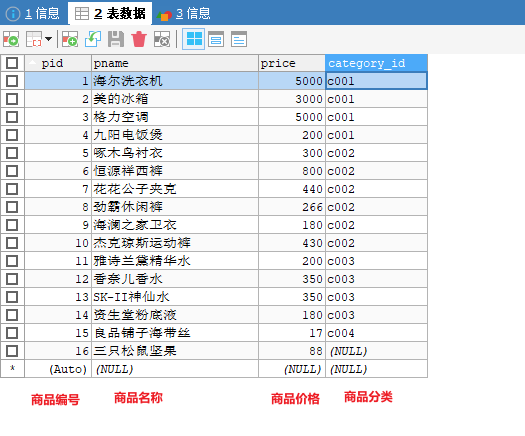 1 信息 2 表数据 3 信息
pid pname price category_id
1 海尔洗衣机 5000 c001
2 美的冰箱 3000 c001
3 格力空调 5000 c001
4 九阳电饭煲 200 c001
5 啄木鸟衬衣 300 c002
6 恒源祥西裤 800 c002
7 花花公子夹克 440 c002
8 劲霸休闲裤 266 c002
9 海澜之家卫衣 180 c002
10 杰克琼斯运动裤 430 c002
11 雅诗兰黛精华水 200 c003
12 香奈儿香水 350 c003
13 SK-II神仙水 350 c003
14 资生堂粉底液 180 c003
15 良品铺子海带丝 17 c004
16 三只松鼠坚果 88 (NULL)
* (Auto) (NULL) (NULL) (NULL)
商品编号 商品名称 商品价格 商品分类